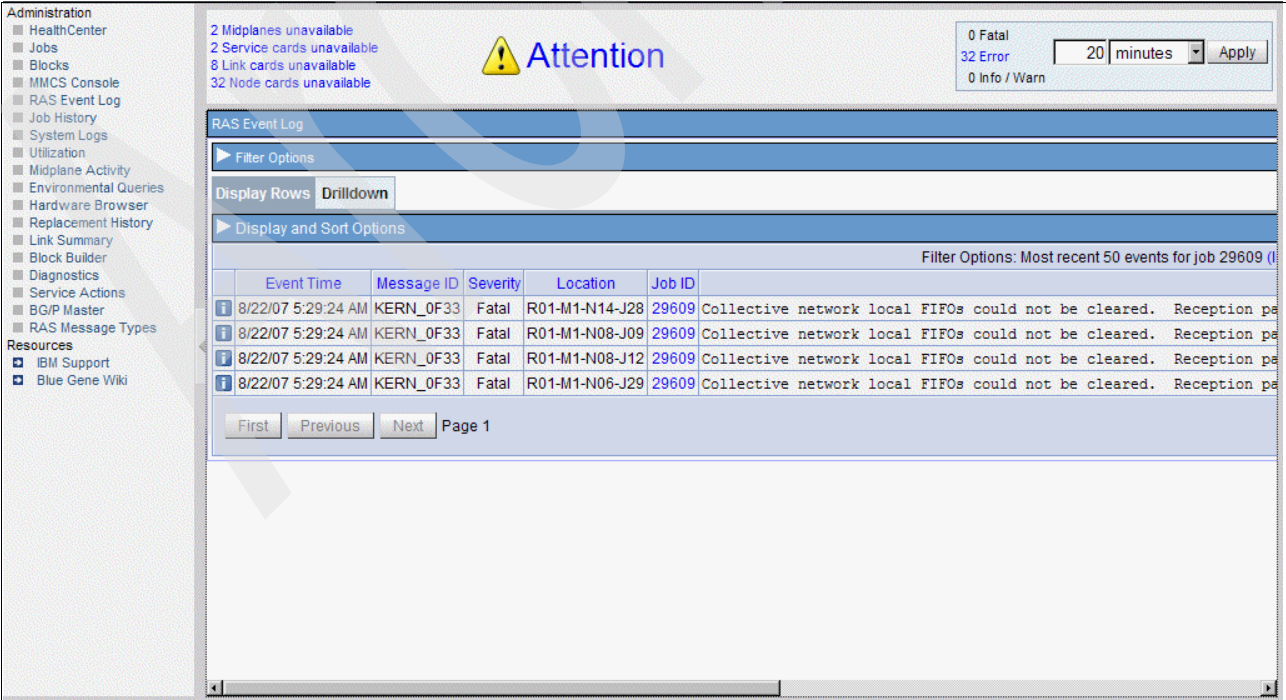 Administration
HealthCenter
Jobs
Blocks
MMCS Console
RAS Event Log
Job History
System Logs
Utilization
Midplane Activity
Environmental Queries
Hardware Browser
Replacement History
Link Summary
Block Builder
Diagnostics
Service Actions
BG/P Master
RAS Message Types
Resources
IBM Support
Blue Gene Wiki
2 Midplanes unavailable
2 Service cards unavailable
8 Link cards unavailable
32 Node cards unavailable
Attention
0 Fatal
32 Error
0 Info / Warn
20 minutes Apply
RAS Event Log
Filter Options
Display Rows Drilldown
Display and Sort Options
Filter Options: Most recent 50 events for job 29609 (
Event Time Message ID Severity Location Job ID
8/22/07 5:29:24 AM KERN_0F33 Fatal R01-M1-N14-J28 29609 Collective network local FIFOs could not be cleared. Reception pa
8/22/07 5:29:24 AM KERN_0F33 Fatal R01-M1-N08-J09 29609 Collective network local FIFOs could not be cleared. Reception pa
8/22/07 5:29:24 AM KERN_0F33 Fatal R01-M1-N08-J12 29609 Collective network local FIFOs could not be cleared. Reception pa
8/22/07 5:29:24 AM KERN_0F33 Fatal R01-M1-N06-J29 29609 Collective network local FIFOs could not be cleared. Reception pa
First Previous Next Page 1